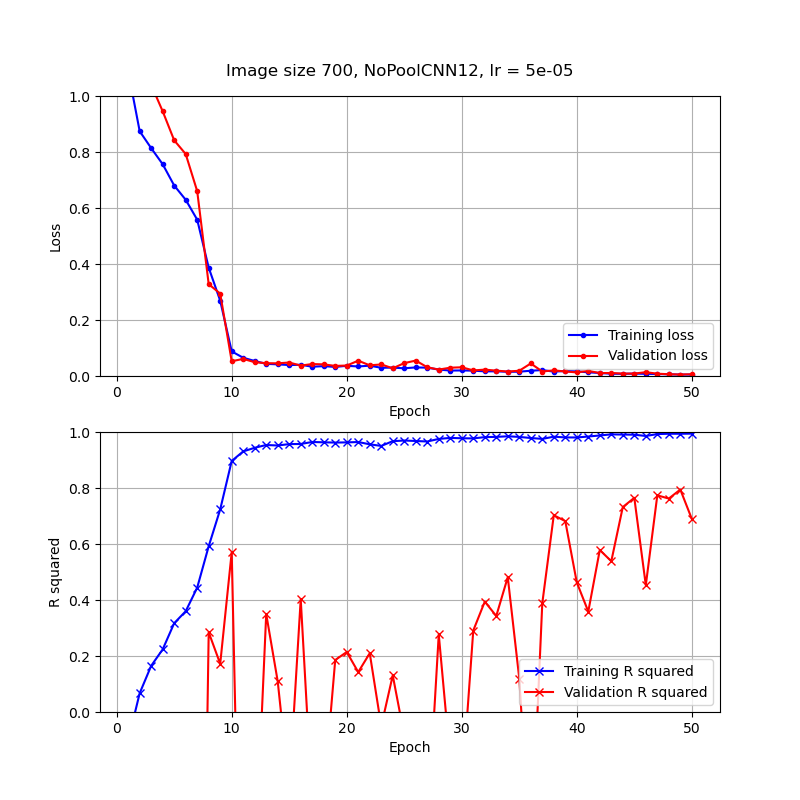 Image size 700, NoPoolCNN12, lr = 5e-05
1.0
0.8
0.6
0.4
0.2
0.0
Loss
0 10 20 30 40 50
Epoch
Training loss
Validation loss
1.0
0.8
0.6
0.4
0.2
0.0
R squared
0 10 20 30 40 50
Epoch
Training R squared
Validation R squared